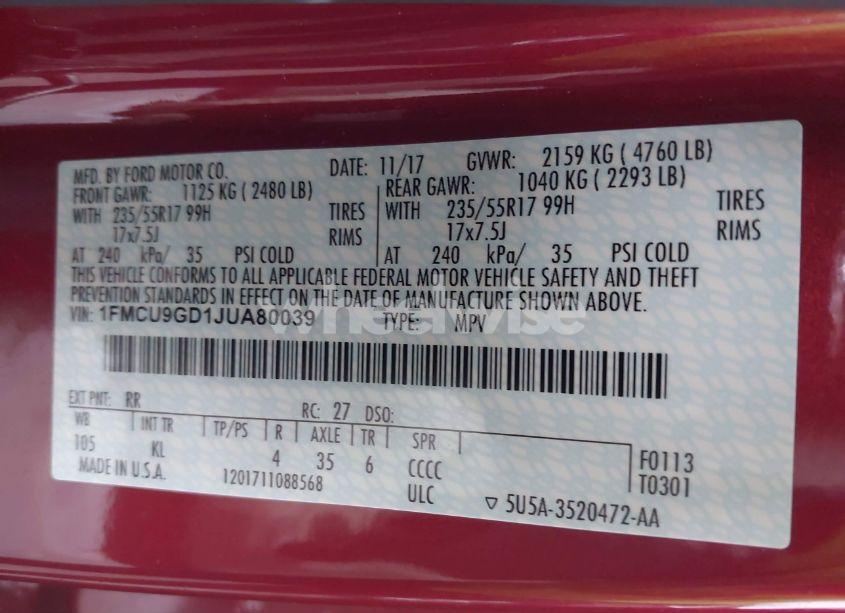 MFD. BY FORD MOTOR CO. DATE: 11/17 GVWR: 2159 KG ( 4760 LB)
FRONT GAWR: 1125 KG ( 2480 LB) REAR GAWR: 1040 KG ( 2293 LB)
WITH 235/55R17 99H TIRES WITH 235/55R17 99H TIRES
17x7.5J RIMS 17x7.5J RIMS
AT 240 kPa/ 35 PSI COLD AT 240 kPa/ 35 PSI COLD
THIS VEHICLE CONFORMS TO ALL APPLICABLE FEDERAL MOTOR VEHICLE SAFETY AND THEFT
PREVENTION STANDARDS IN EFFECT ON THE DATE OF MANUFACTURE SHOWN ABOVE.
VIN: 1FMCU9GD1JUA80039 TYPE: MPV
wheelwise
EXT PNT: RR RC: 27 DSO:
WB INT TR TP/PS R AXLE TR SPR
105 KL 4 35 6 CCCC F0113
MADE IN U.S.A. 1201711088568 ULC T0301
▽ 5U5A-3520472-AA